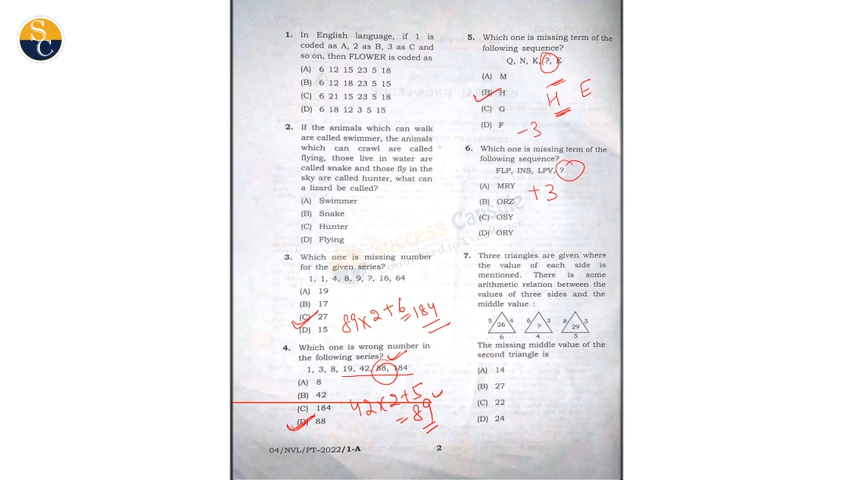 S
C
1. In English language, if 1 is
coded as A, 2 as B, 3 as C and
so on, then FLOWER is coded as
(A) 6 12 15 23 5 18
(B) 6 12 18 23 5 15
(C) 6 21 15 23 5 18
(D) 6 18 12 3 5 15
2. If the animals which can walk
are called swimmer, the animals
which can crawl are called
flying, those live in water are
called snake and those fly in the
sky are called hunter, what can
a lizard be called?
(A) Swimmer
(B) Snake
(C) Hunter
(D) Flying
3. Which one is missing number
for the given series?
1, 1, 4, 8, 9, ?, 16, 64
(A) 19
(B) 17
(C) 27
(D) 15
89 x 2 + 6 = 184
4. Which one is wrong number in
the following series?
1, 3, 8, 19, 42, 88, 184
(A) 8
(B) 42
(C) 184
(D) 88
42 x 2 + 5
= 89
04/NVL/PT-2022/1-A
2
5. Which one is missing term of the
following sequence?
Q, N, K, ?, E
(A) M
(B) H
(C) G
(D) F
H E
-3
6. Which one is missing term of the
following sequence?
FLP, INS, LPV, ?
(A) MRY
(B) ORZ
(C) OSY
(D) ORY
+3
Success Capsule
7. Three triangles are given where
the value of each side is
mentioned. There is some
arithmetic relation between the
values of three sides and the
middle value :
5 26 4 6 ? 3 8 29 3
6 4 5
The missing middle value of the
second triangle is
(A) 14
(B) 27
(C) 22
(D) 24